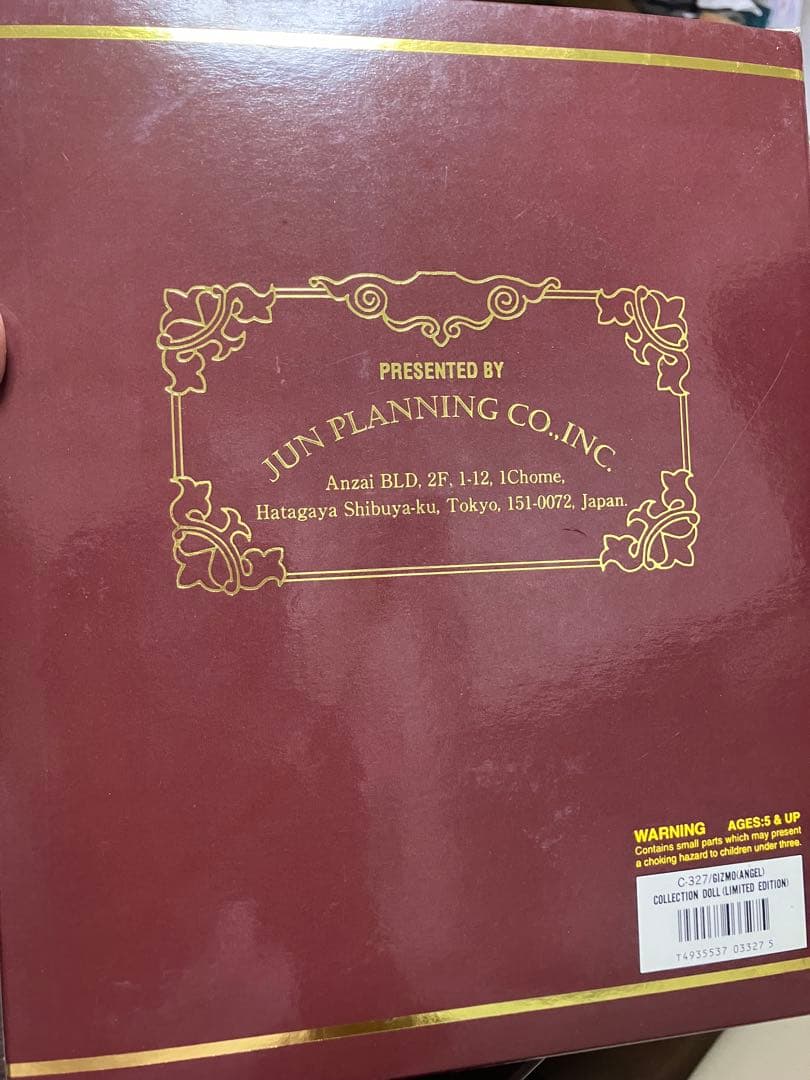 PRESENTED BY
JUN PLANNING CO.,INC.
Anzai BLD, 2F, 1-12, 1Chome,
Hatagaya Shibuya-ku, Tokyo, 151-0072, Japan.
WARNING AGES:5 & UP
Contains small parts which may present
a choking hazard to children under three.
C-327/GIZMO(ANGEL)
COLLECTION DOLL(LIMITED EDITION)
T4935537 03327 5